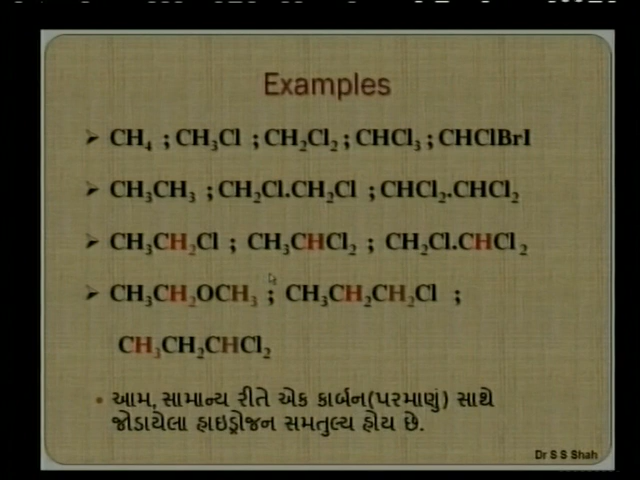 Examples
➢ CH₄ ; CH₃Cl ; CH₂Cl₂ ; CHCl₃ ; CHClBrI
➢ CH₃CH₃ ; CH₂Cl.CH₂Cl ; CHCl₂.CHCl₂
➢ CH₃CH₂Cl ; CH₃CHCl₂ ; CH₂Cl.CHCl₂
➢ CH₃CH₂OCH₃ ; CH₃CH₂CH₂Cl ;
CH₃CH₂CHCl₂
• આમ, સામાન્ય રીતે એક કાર્બન(પરમાણું) સાથે
જોડાયેલા હાઇડ્રોજન સમતુલ્ય હોય છે.
Dr S S Shah